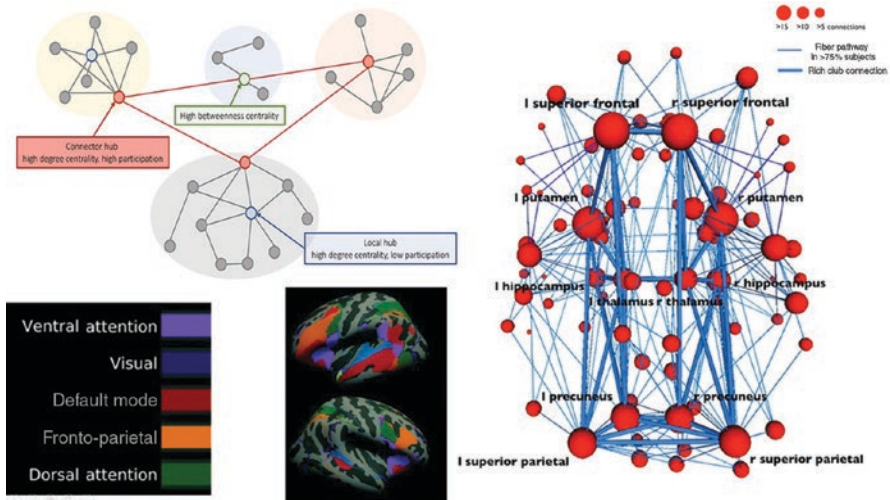 High betweenness centrality
Connector hub
high degree centrality, high participation
Local hub
high degree centrality, low participation
Ventral attention
Visual
Default mode
Fronto-parietal
Dorsal attention
>15 >10 >5 connections
Fiber pathway
in >75% subjects
Rich club connection
l superior frontal
r superior frontal
l putamen
r putamen
l hippocampus
r hippocampus
l thalamus r thalamus
l precuneus
r precuneus
l superior parietal
r superior parietal